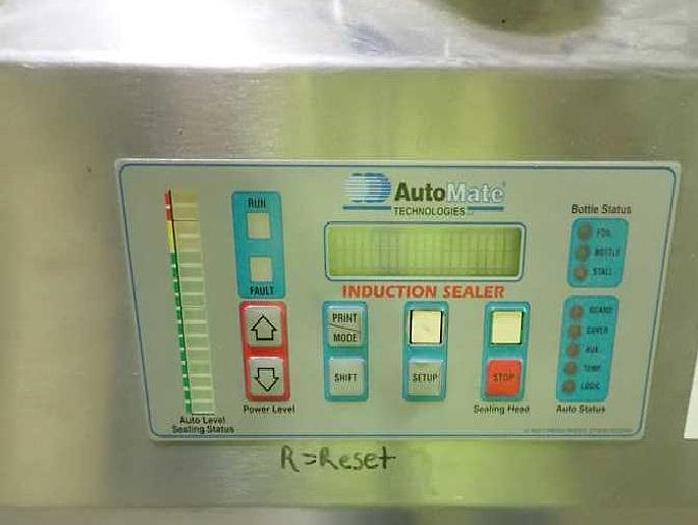 AutoMate
TECHNOLOGIES
RUN
FAULT
Bottle Status
FOIL
BOTTLE
STALL
INDUCTION SEALER
PRINT
MODE
SHIFT
SETUP
STOP
GUARD
COVER
AUX.
TEMP
LOGIC
Auto Level
Sealing Status
Power Level
Sealing Head
Auto Status
R=Reset